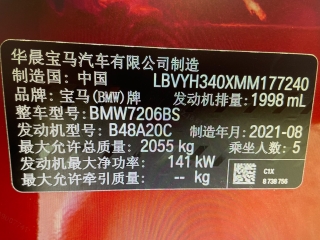 华晨宝马汽车有限公司制造
制造国：中国 LBVYH340XMM177240
品牌：宝马(BMW)牌 发动机排量：1998 mL
整车型号：BMW7206BS
发动机型号：B48A20C 制造年月：2021-08
最大允许总质量：2055 kg 乘坐人数：5
发动机最大净功率：141 kW
最大允许牵引质量：-- kg
C1X
6 738 756